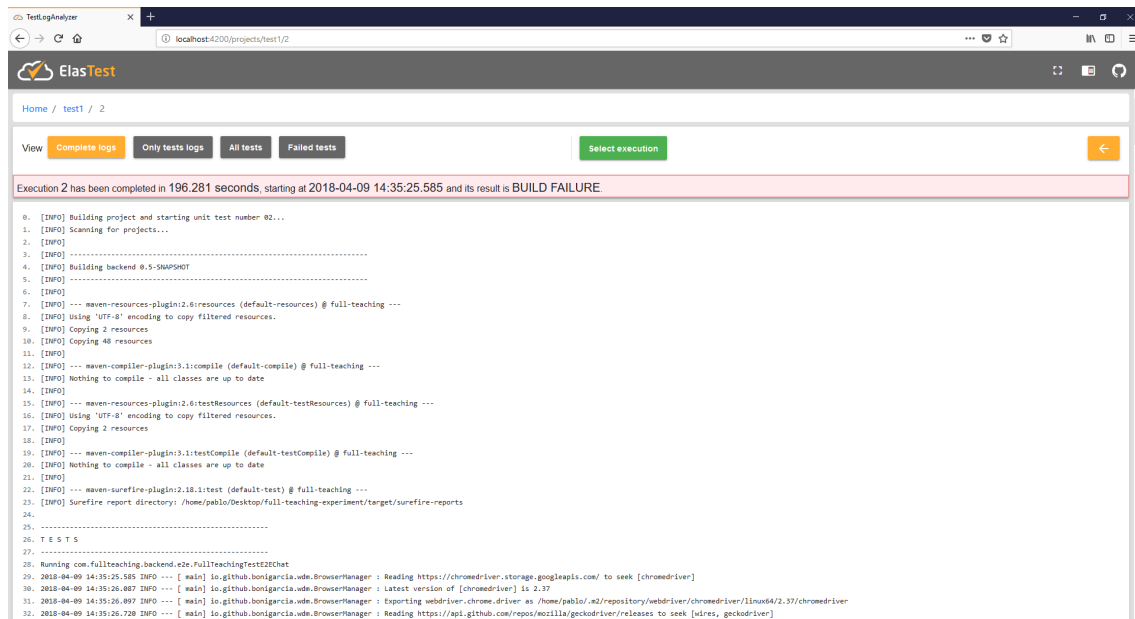 TestLogAnalyzer
localhost:4200/projects/test1/2
ElasTest
Home / test1 / 2
View Complete logs Only tests logs All tests Failed tests Select execution
Execution 2 has been completed in 196.281 seconds, starting at 2018-04-09 14:35:25.585 and its result is BUILD FAILURE.
0. [INFO] Building project and starting unit test number 02...
1. [INFO] Scanning for projects...
2. [INFO]
3. [INFO] ------------------------------------------------------------------------
4. [INFO] Building backend 0.5-SNAPSHOT
5. [INFO] ------------------------------------------------------------------------
6. [INFO]
7. [INFO] --- maven-resources-plugin:2.6:resources (default-resources) @ full-teaching ---
8. [INFO] Using 'UTF-8' encoding to copy filtered resources.
9. [INFO] Copying 2 resources
10. [INFO] Copying 48 resources
11. [INFO]
12. [INFO] --- maven-compiler-plugin:3.1:compile (default-compile) @ full-teaching ---
13. [INFO] Nothing to compile - all classes are up to date
14. [INFO]
15. [INFO] --- maven-resources-plugin:2.6:testResources (default-testResources) @ full-teaching ---
16. [INFO] Using 'UTF-8' encoding to copy filtered resources.
17. [INFO] Copying 2 resources
18. [INFO]
19. [INFO] --- maven-compiler-plugin:3.1:testCompile (default-testCompile) @ full-teaching ---
20. [INFO] Nothing to compile - all classes are up to date
21. [INFO]
22. [INFO] --- maven-surefire-plugin:2.18.1:test (default-test) @ full-teaching ---
23. [INFO] Surefire report directory: /home/pablo/Desktop/full-teaching-experiment/target/surefire-reports
24.
25. -------------------------------------------------------
26. T E S T S
27. -------------------------------------------------------
28. Running com.fullteaching.backend.e2e.FullTeachingTestE2EChat
29. 2018-04-09 14:35:25.585 INFO --- [ main] io.github.bonigarcia.wdm.BrowserManager : Reading https://chromedriver.storage.googleapis.com/ to seek [chromedriver]
30. 2018-04-09 14:35:26.087 INFO --- [ main] io.github.bonigarcia.wdm.BrowserManager : Latest version of [chromedriver] is 2.37
31. 2018-04-09 14:35:26.097 INFO --- [ main] io.github.bonigarcia.wdm.BrowserManager : Exporting webdriver.chrome.driver as /home/pablo/.m2/repository/webdriver/chromedriver/linux64/2.37/chromedriver
32. 2018-04-09 14:35:26.720 INFO --- [ main] io.github.bonigarcia.wdm.BrowserManager : Reading https://api.github.com/repos/mozilla/geckodriver/releases to seek [wires, geckodriver]